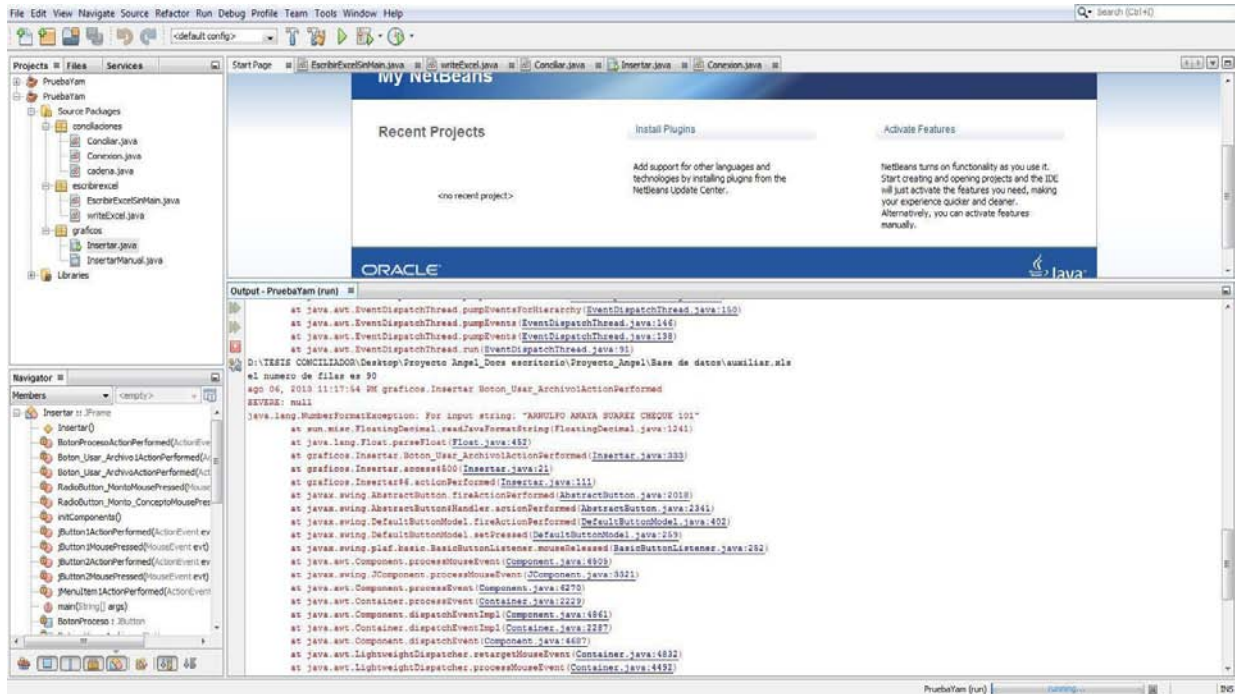 File Edit View Navigate Source Refactor Run Debug Profile Team Tools Window Help
Search (Ctrl+I)
<default config>
Projects Files Services
Start Page EscribirExcelSinMain.java writeExcel.java Conciliar.java Insertar.java Conexion.java
PruebaYam
PruebaYam
Source Packages
conciliaciones
Conciliar.java
Conexion.java
cadena.java
escribrexcel
EscribirExcelSinMain.java
writeExcel.java
graficos
Insertar.java
InsertarManual.java
Libraries
My NetBeans
Recent Projects
<no recent project>
Install Plugins
Add support for other languages and
technologies by installing plugins from the
NetBeans Update Center.
Activate Features
NetBeans turns on functionality as you use it.
Start creating and opening projects and the IDE
will just activate the features you need, making
your experience quicker and cleaner.
Alternatively, you can activate features
manually.
ORACLE
Java
Output - PruebaYam (run)
at java.awt.EventDispatchThread.pumpEventsForHierarchy(EventDispatchThread.java:150)
at java.awt.EventDispatchThread.pumpEvents(EventDispatchThread.java:146)
at java.awt.EventDispatchThread.pumpEvents(EventDispatchThread.java:138)
at java.awt.EventDispatchThread.run(EventDispatchThread.java:91)
D:\TESIS CONCILIADOR\Desktop\Proyecto Angel_Docs escritorio\Proyecto_Angel\Base de datos\auxiliar.xls
el numero de filas es 90
ago 06, 2013 11:17:54 PM graficos.Insertar Boton_Usar_Archivo1ActionPerformed
SEVERE: null
java.lang.NumberFormatException: For input string: "ARNULFO ANAYA SUAREZ CHEQUE 101"
at sun.misc.FloatingDecimal.readJavaFormatString(FloatingDecimal.java:1241)
at java.lang.Float.parseFloat(Float.java:452)
at graficos.Insertar.Boton_Usar_Archivo1ActionPerformed(Insertar.java:333)
at graficos.Insertar.access$500(Insertar.java:21)
at graficos.Insertar$6.actionPerformed(Insertar.java:111)
at javax.swing.AbstractButton.fireActionPerformed(AbstractButton.java:2018)
at javax.swing.AbstractButton$Handler.actionPerformed(AbstractButton.java:2341)
at javax.swing.DefaultButtonModel.fireActionPerformed(DefaultButtonModel.java:402)
at javax.swing.DefaultButtonModel.setPressed(DefaultButtonModel.java:259)
at javax.swing.plaf.basic.BasicButtonListener.mouseReleased(BasicButtonListener.java:252)
at java.awt.Component.processMouseEvent(Component.java:6505)
at javax.swing.JComponent.processMouseEvent(JComponent.java:3321)
at java.awt.Component.processEvent(Component.java:6270)
at java.awt.Container.processEvent(Container.java:2229)
at java.awt.Component.dispatchEventImpl(Component.java:4861)
at java.awt.Container.dispatchEventImpl(Container.java:2287)
at java.awt.Component.dispatchEvent(Component.java:4687)
at java.awt.LightweightDispatcher.retargetMouseEvent(Container.java:4832)
at java.awt.LightweightDispatcher.processMouseEvent(Container.java:4492)
Navigator
Members <empty>
Insertar :: JFrame
Insertar()
BotonProcesoActionPerformed(ActionEve
Boton_Usar_Archivo1ActionPerformed(Ac
Boton_Usar_ArchivoActionPerformed(Act
RadioButton_MontoMousePressed(Mouse
RadioButton_Monto_ConceptoMousePres
initComponents()
jButton1ActionPerformed(ActionEvent ev
jButton1MousePressed(MouseEvent evt)
jButton2ActionPerformed(ActionEvent ev
jButton2MousePressed(MouseEvent evt)
jMenuItem1ActionPerformed(ActionEvent
main(String[] args)
BotonProceso : JButton
PruebaYam (run) running... INS